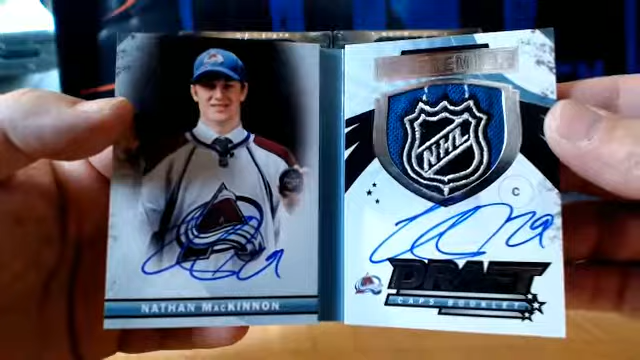 NATHAN MACKINNON
NHL
C
DRAFT
CAPS BOOKLET